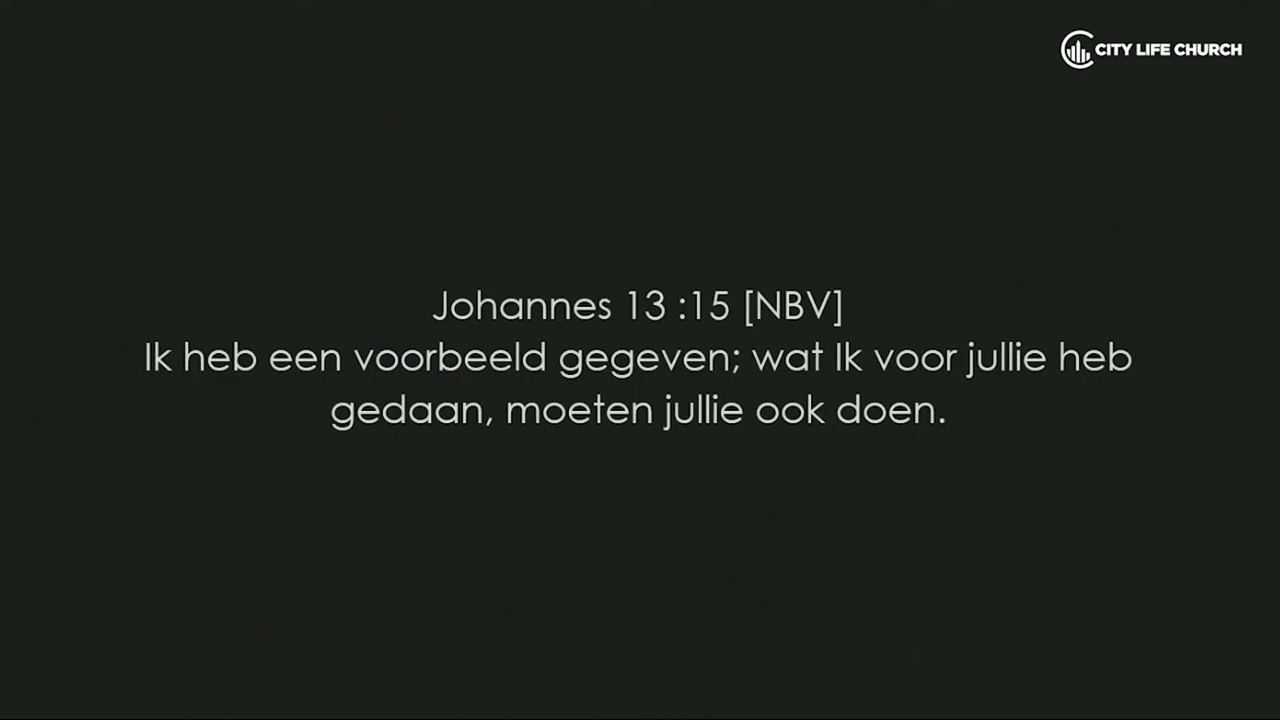 CITY LIFE CHURCH
Johannes 13 :15 [NBV]
Ik heb een voorbeeld gegeven; wat Ik voor jullie heb
gedaan, moeten jullie ook doen.